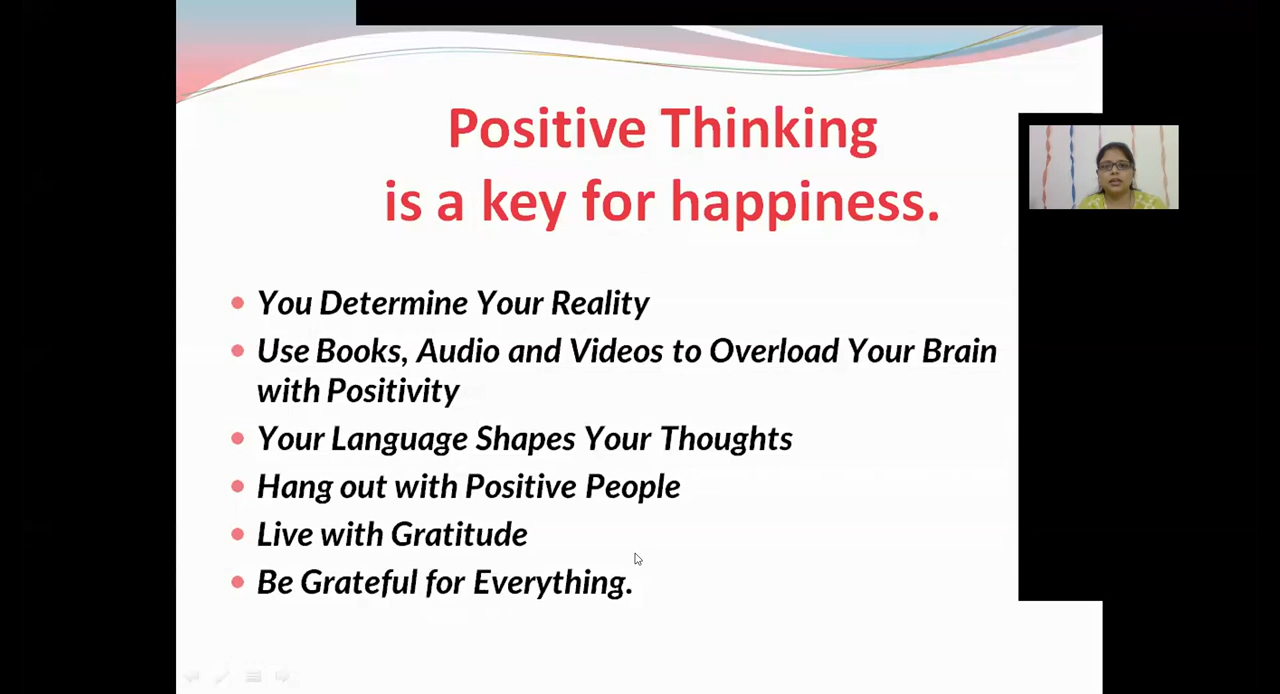 Positive Thinking
is a key for happiness.
You Determine Your Reality
Use Books, Audio and Videos to Overload Your Brain
with Positivity
Your Language Shapes Your Thoughts
Hang out with Positive People
Live with Gratitude
Be Grateful for Everything.